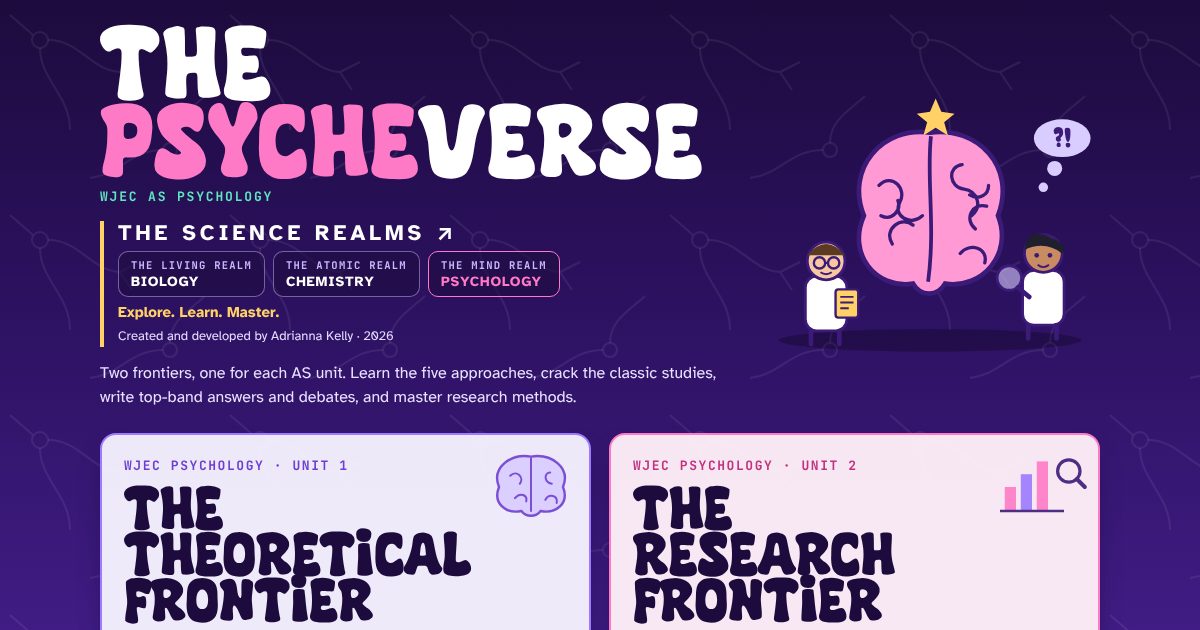 THE
PSYCHEVERSE
WJEC AS PSYCHOLOGY
THE SCIENCE REALMS ↗
THE LIVING REALM
BIOLOGY
THE ATOMIC REALM
CHEMISTRY
THE MIND REALM
PSYCHOLOGY
Explore. Learn. Master.
Created and developed by Adrianna Kelly · 2026
Two frontiers, one for each AS unit. Learn the five approaches, crack the classic studies,
write top-band answers and debates, and master research methods.
?!
WJEC PSYCHOLOGY · UNIT 1
THE
THEORETiCAL
FRONTiER
WJEC PSYCHOLOGY · UNIT 2
THE
RESEARCH
FRONTiER